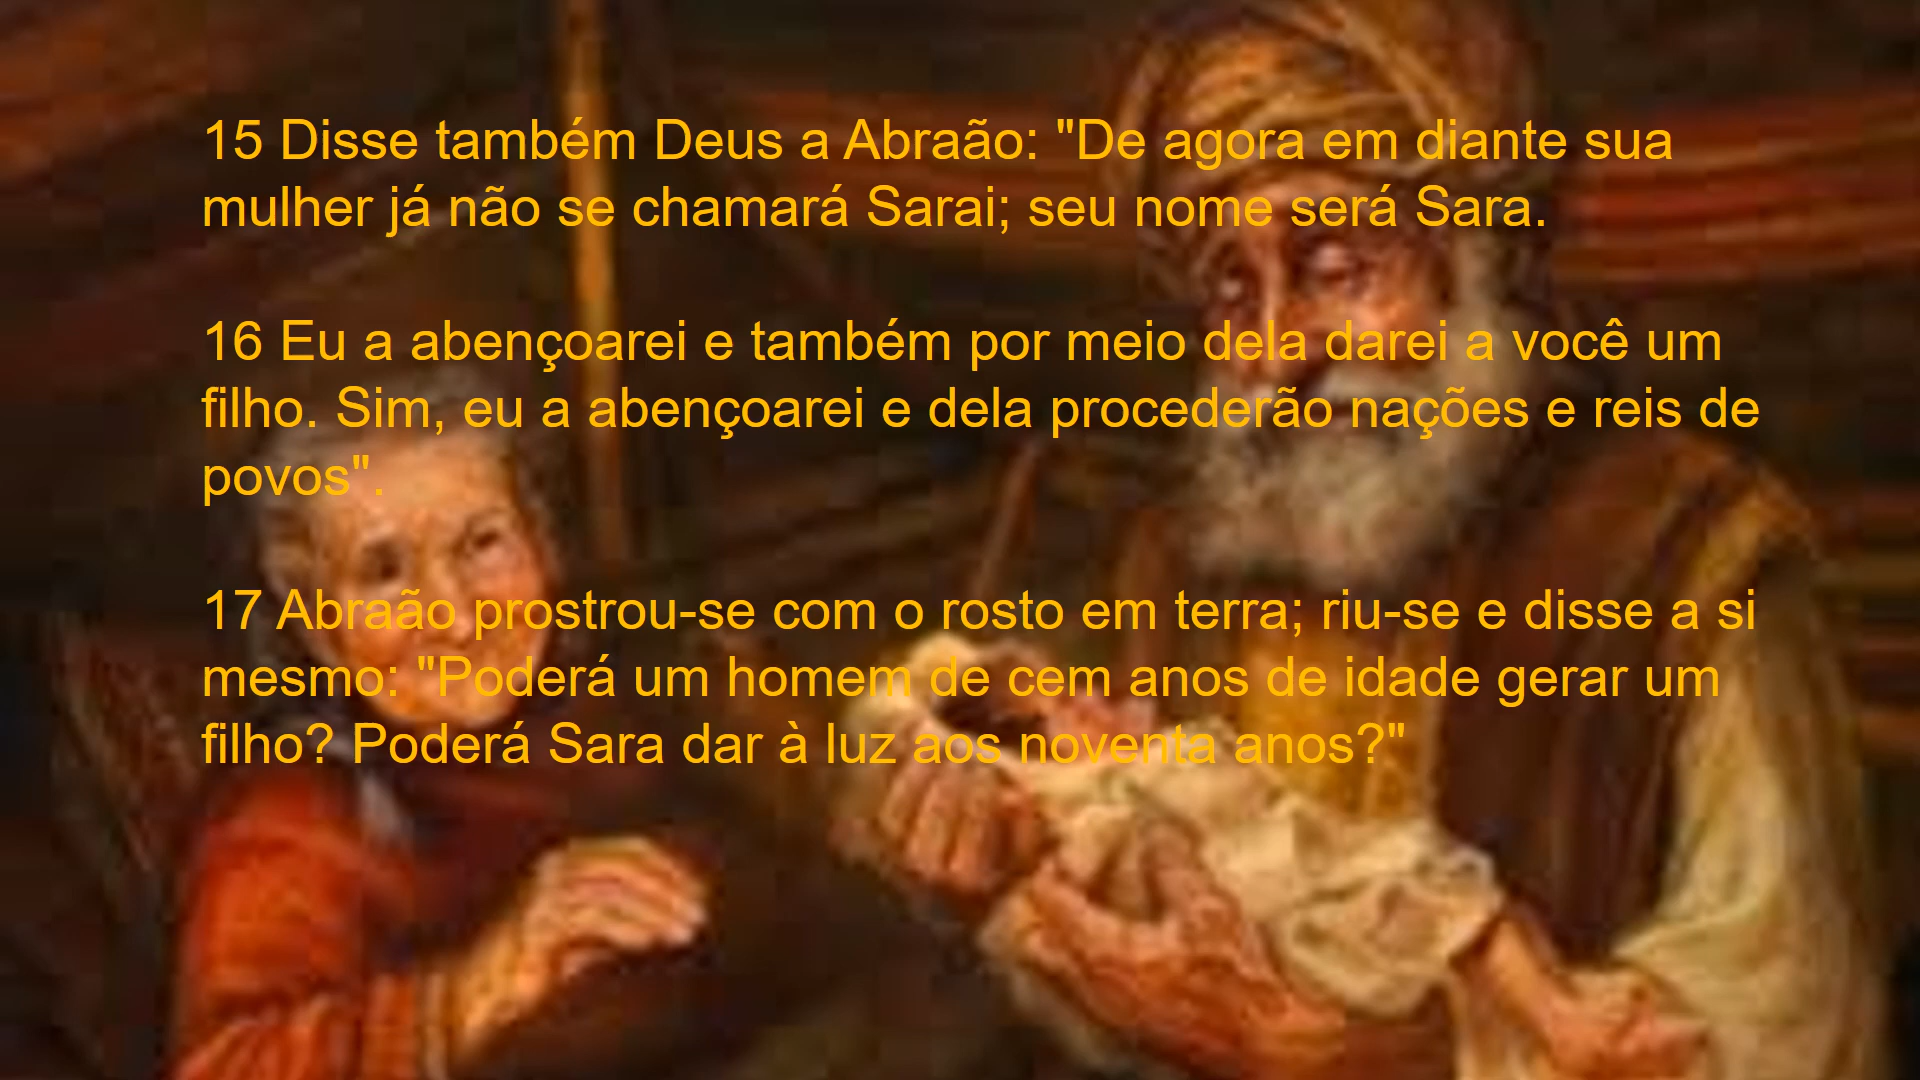 15 Disse também Deus a Abraão: "De agora em diante sua
mulher já não se chamará Sarai; seu nome será Sara.
16 Eu a abençoarei e também por meio dela darei a você um
filho. Sim, eu a abençoarei e dela procederão nações e reis de
povos".
17 Abraão prostrou-se com o rosto em terra; riu-se e disse a si
mesmo: "Poderá um homem de cem anos de idade gerar um
filho? Poderá Sara dar à luz aos noventa anos?"